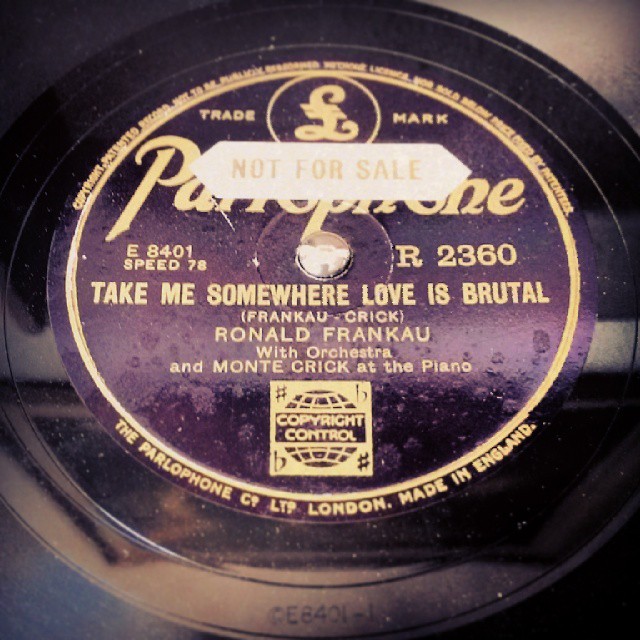 TRADE MARK
£
NOT FOR SALE
Parlophone
E 8401
SPEED 78
R 2360
TAKE ME SOMEWHERE LOVE IS BRUTAL
(FRANKAU - CRICK)
RONALD FRANKAU
With Orchestra
and MONTE CRICK at the Piano
COPYRIGHT
CONTROL
THE PARLOPHONE Cº LTD LONDON. MADE IN ENGLAND.
E8401-1